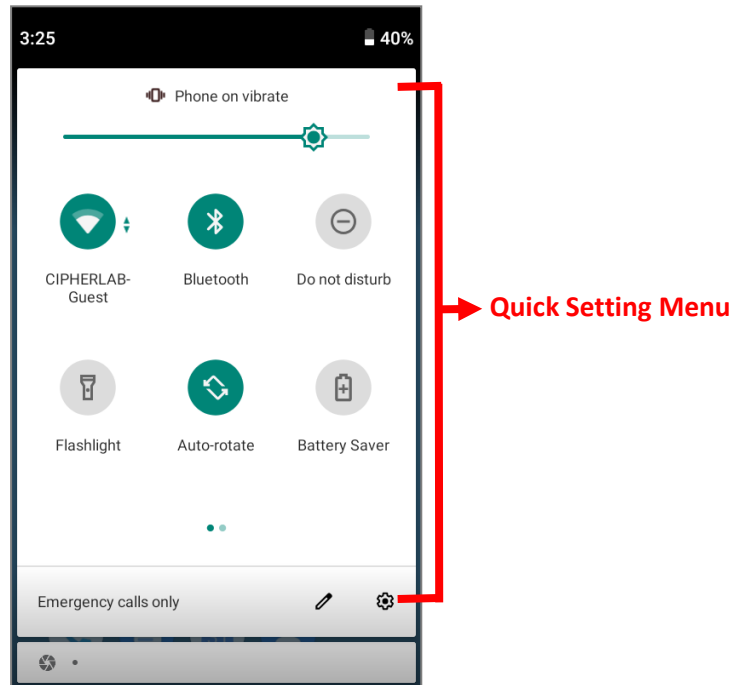 3:25
40%
Phone on vibrate
CIPHERLAB-
Guest
Bluetooth
Do not disturb
Quick Setting Menu
Flashlight
Auto-rotate
Battery Saver
Emergency calls only